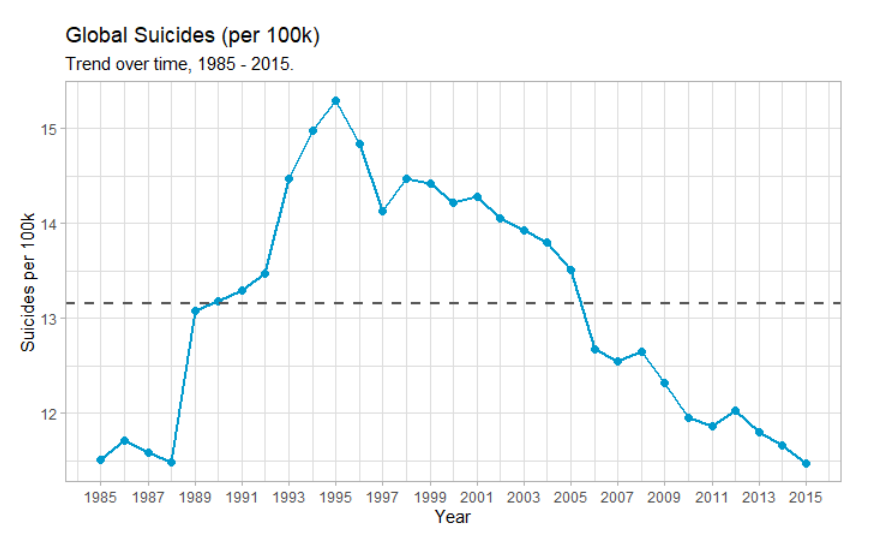 Global Suicides (per 100k)
Trend over time, 1985 - 2015.
Suicides per 100k
15
14
13
12
1985 1987 1989 1991 1993 1995 1997 1999 2001 2003 2005 2007 2009 2011 2013 2015
Year